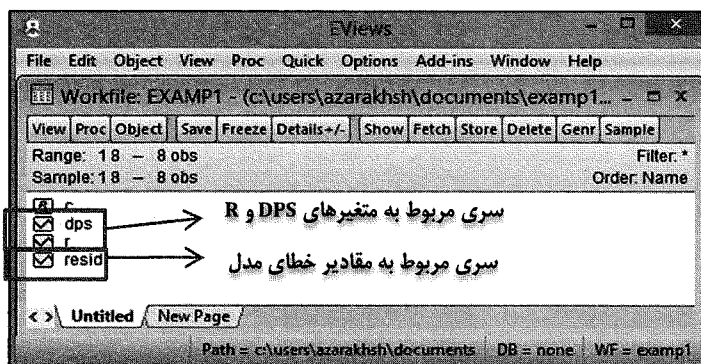 EViews
File Edit Object View Proc Quick Options Add-ins Window Help
Workfile: EXAMP1 - (c:\users\azarakhsh\documents\examp1...
View Proc Object Save Freeze Details+/- Show Fetch Store Delete Genr Sample
Range: 1 8 – 8 obs Filter: *
Sample: 1 8 – 8 obs Order: Name
c
dps
سری مربوط به متغیرهای DPS و R
r
resid
سری مربوط به مقادیر خطای مدل
< > Untitled New Page
Path = c:\users\azarakhsh\documents DB = none WF = examp1